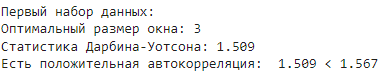 Первый набор данных:
Оптимальный размер окна: 3
Статистика Дарбина-Уотсона: 1.509
Есть положительная автокорреляция:  1.509 < 1.567